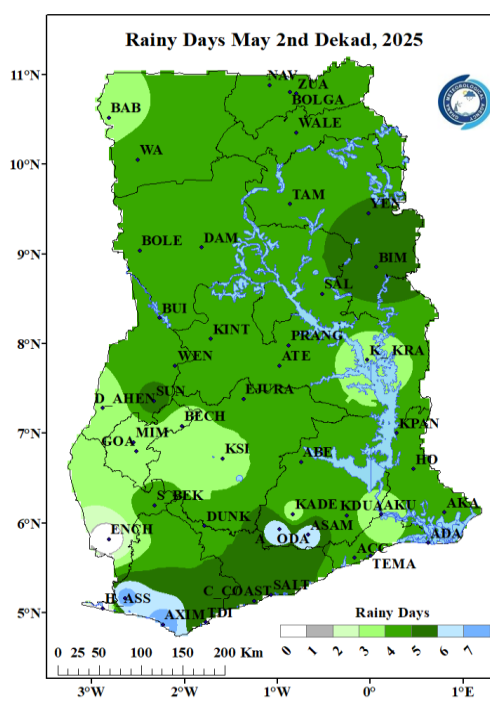 Rainy Days May 2nd Dekad, 2025
11°N
NAV
ZUA
BAB
BOLGA
WALE
10°N
WA
TAM
YEN
9°N
BOLE
DAM
BIM
SAL
BUI
8°N
KINT
PRANG
K_KRA
WEN
ATE
SUN
EJURA
D_AHEN
BECH
7°N
MIM
KPAN
GOA
KSI
ABE
HO
S_BEK
KADE
KDUA
AKU
AKA
6°N
DUNK
ENCH
ASAM
ADA
A_ODA
ACC
TEMA
H_ASS
C_COAST
SALT
5°N
AXIM
TDI
Rainy Days
0 25 50 100 150 200 Km
0 1 2 3 4 5 6 7
3°W 2°W 1°W 0° 1°E